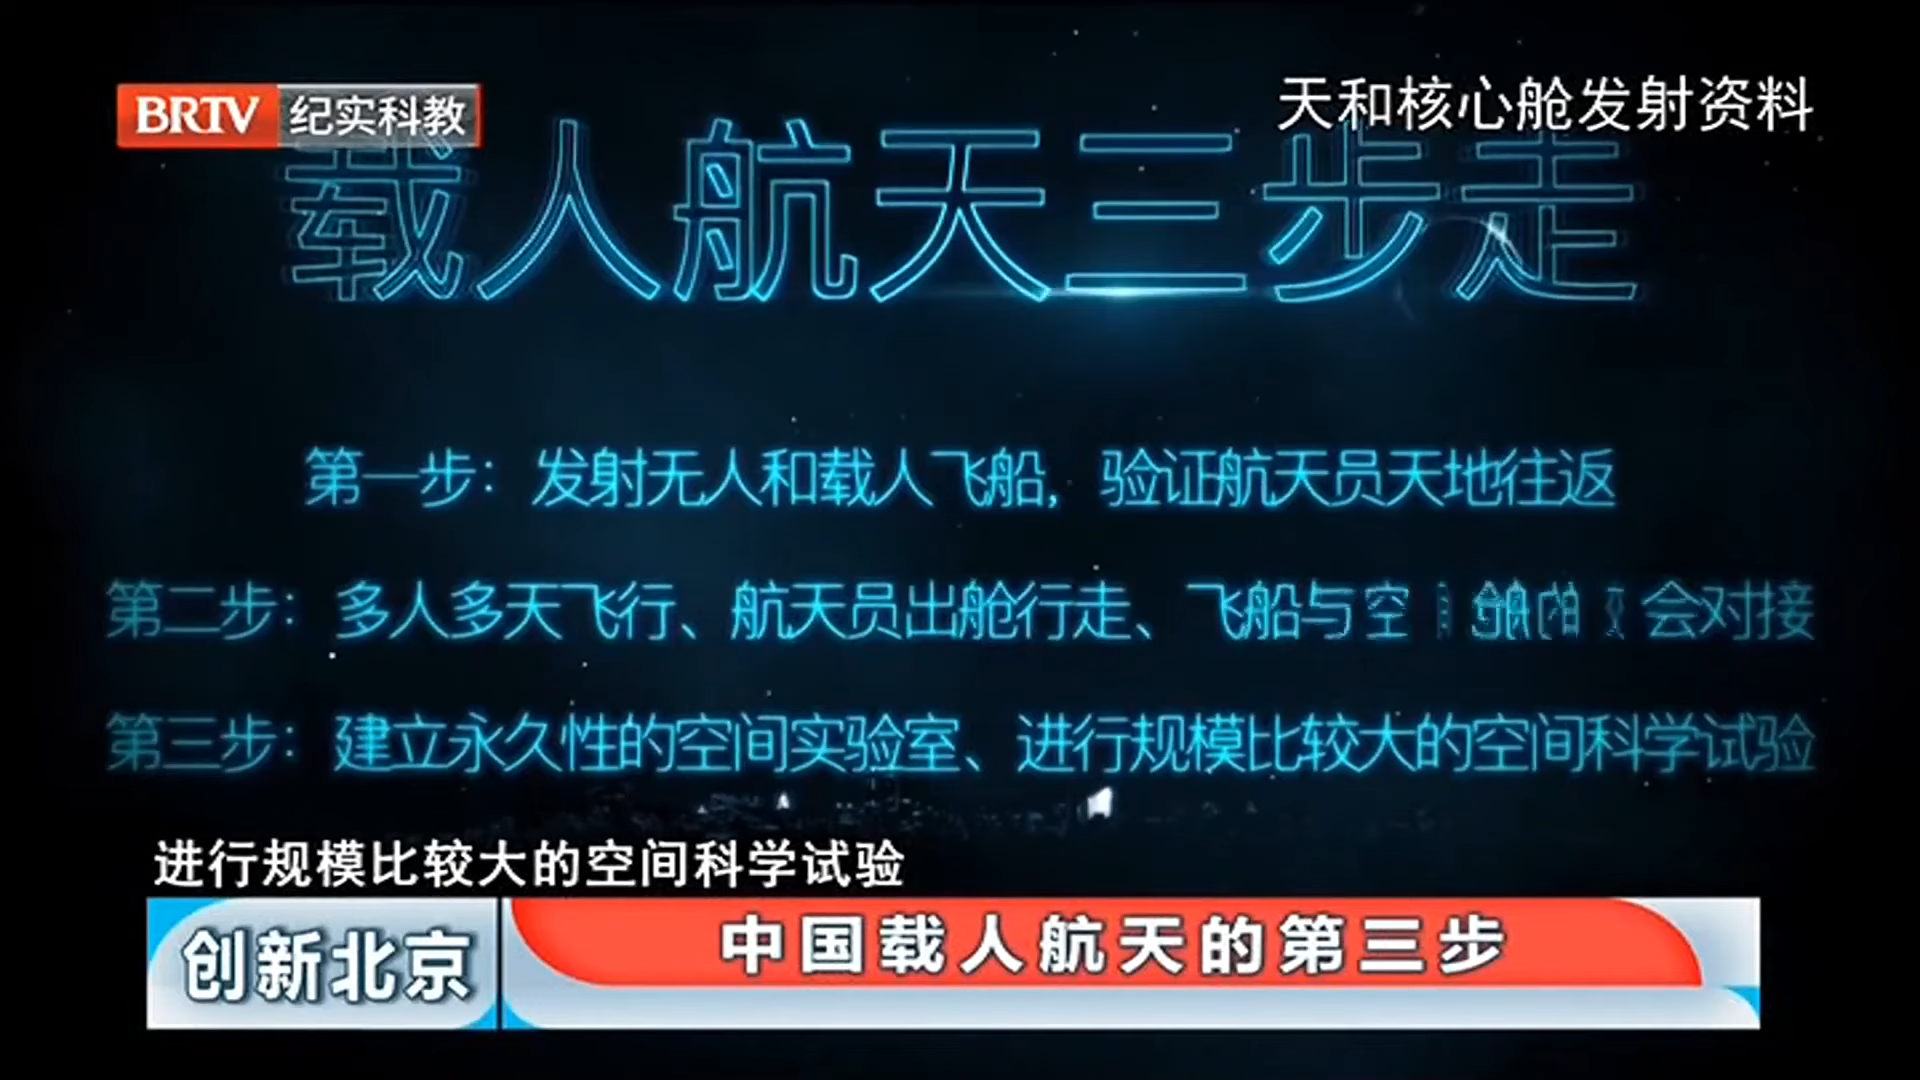 BRTV 纪实科教
天和核心舱发射资料
载人航天三步走
第一步：发射无人和载人飞船，验证航天员天地往返
第二步：多人多天飞行、航天员出舱行走、飞船与空 舱的 会对接
第三步：建立永久性的空间实验室、进行规模比较大的空间科学试验
进行规模比较大的空间科学试验
创新北京
中国载人航天的第三步